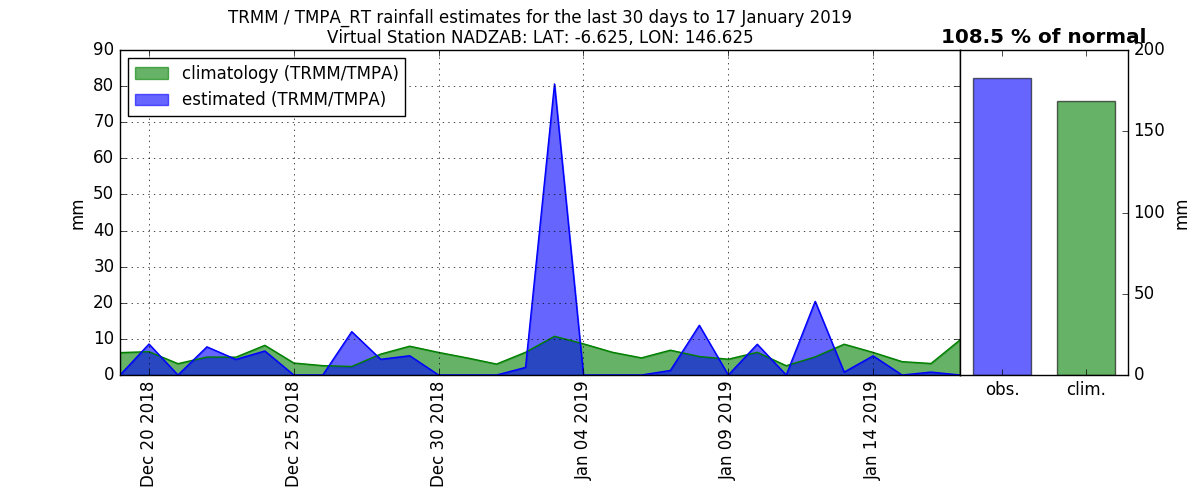 TRMM / TMPA_RT rainfall estimates for the last 30 days to 17 January 2019
Virtual Station NADZAB: LAT: -6.625, LON: 146.625
108.5 % of normal
climatology (TRMM/TMPA)
estimated (TRMM/TMPA)
90
80
70
60
50
40
30
20
10
0
mm
Dec 20 2018
Dec 25 2018
Dec 30 2018
Jan 04 2019
Jan 09 2019
Jan 14 2019
200
150
100
50
0
mm
obs.
clim.